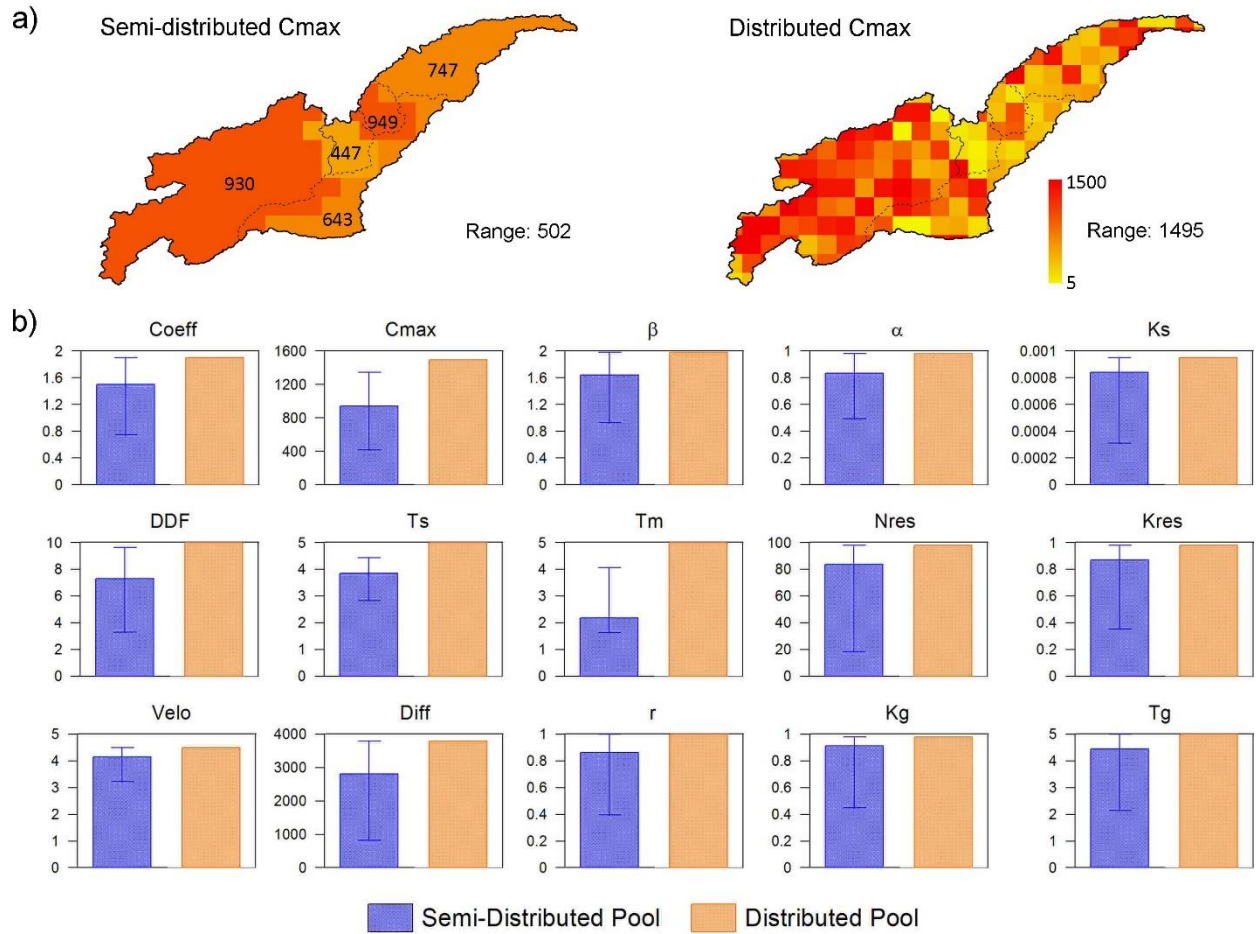 a)
Semi-distributed Cmax
Distributed Cmax
747
949
447
930
643
Range: 502
1500
5
Range: 1495
b)
Coeff Cmax β α Ks
2 1.6 1.2 0.8 0.4 0
1600 1200 800 400 0
2 1.6 1.2 0.8 0.4 0
1 0.8 0.6 0.4 0.2 0
0.001 0.0008 0.0006 0.0004 0.0002 0
DDF Ts Tm Nres Kres
10 8 6 4 2 0
5 4 3 2 1 0
5 4 3 2 1 0
100 80 60 40 20 0
1 0.8 0.6 0.4 0.2 0
Velo Diff r Kg Tg
5 4 3 2 1 0
4000 3000 2000 1000 0
1 0.8 0.6 0.4 0.2 0
1 0.8 0.6 0.4 0.2 0
5 4 3 2 1 0
Semi-Distributed Pool Distributed Pool